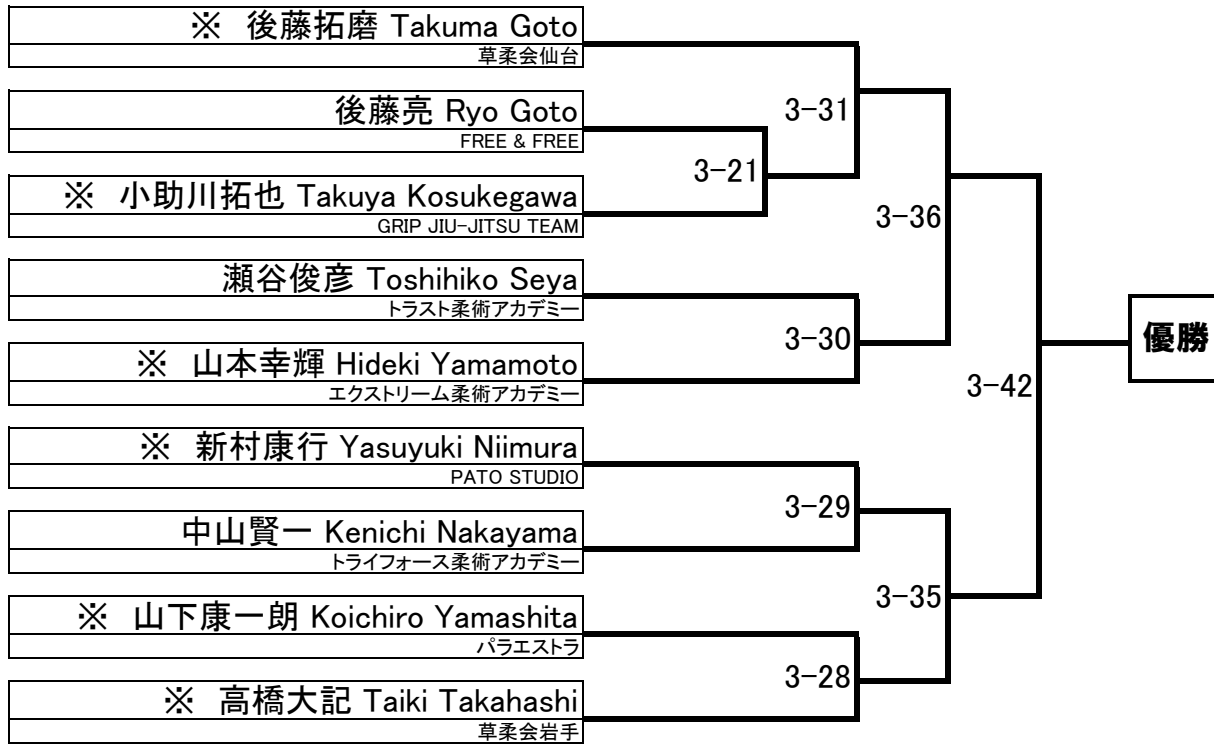 ※ 後藤拓磨 Takuma Goto
草柔会仙台
後藤亮 Ryo Goto
FREE & FREE
※ 小助川拓也 Takuya Kosukegawa
GRIP JIU-JITSU TEAM
瀬谷俊彦 Toshihiko Seya
トラスト柔術アカデミー
※ 山本幸輝 Hideki Yamamoto
エクストリーム柔術アカデミー
※ 新村康行 Yasuyuki Niimura
PATO STUDIO
中山賢一 Kenichi Nakayama
トライフォース柔術アカデミー
※ 山下康一朗 Koichiro Yamashita
パラエストラ
※ 高橋大記 Taiki Takahashi
草柔会岩手
3-21
3-31
3-30
3-29
3-28
3-36
3-35
3-42
優勝